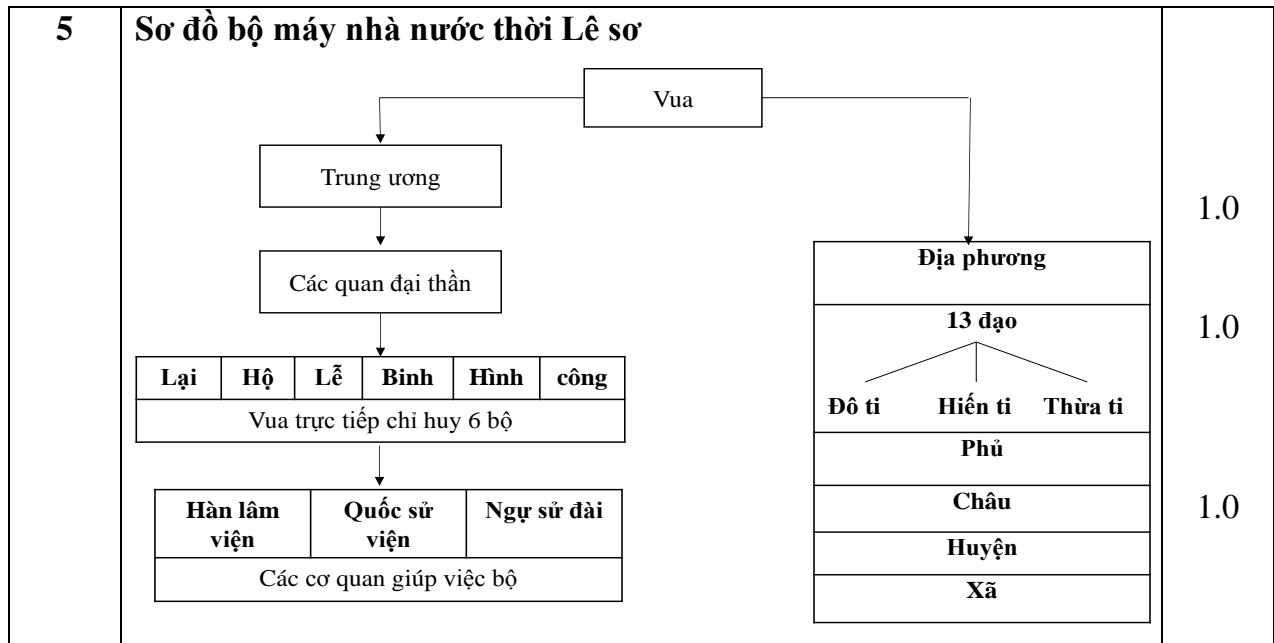 5
Sơ đồ bộ máy nhà nước thời Lê sơ
Vua
Trung ương
Các quan đại thần
Lại Hộ Lễ Binh Hình công
Vua trực tiếp chỉ huy 6 bộ
Hàn lâm viện
Quốc sử viện
Ngự sử đài
Các cơ quan giúp việc bộ
Địa phương
13 đạo
Đô ti Hiến ti Thừa ti
Phủ
Châu
Huyện
Xã
1.0
1.0
1.0